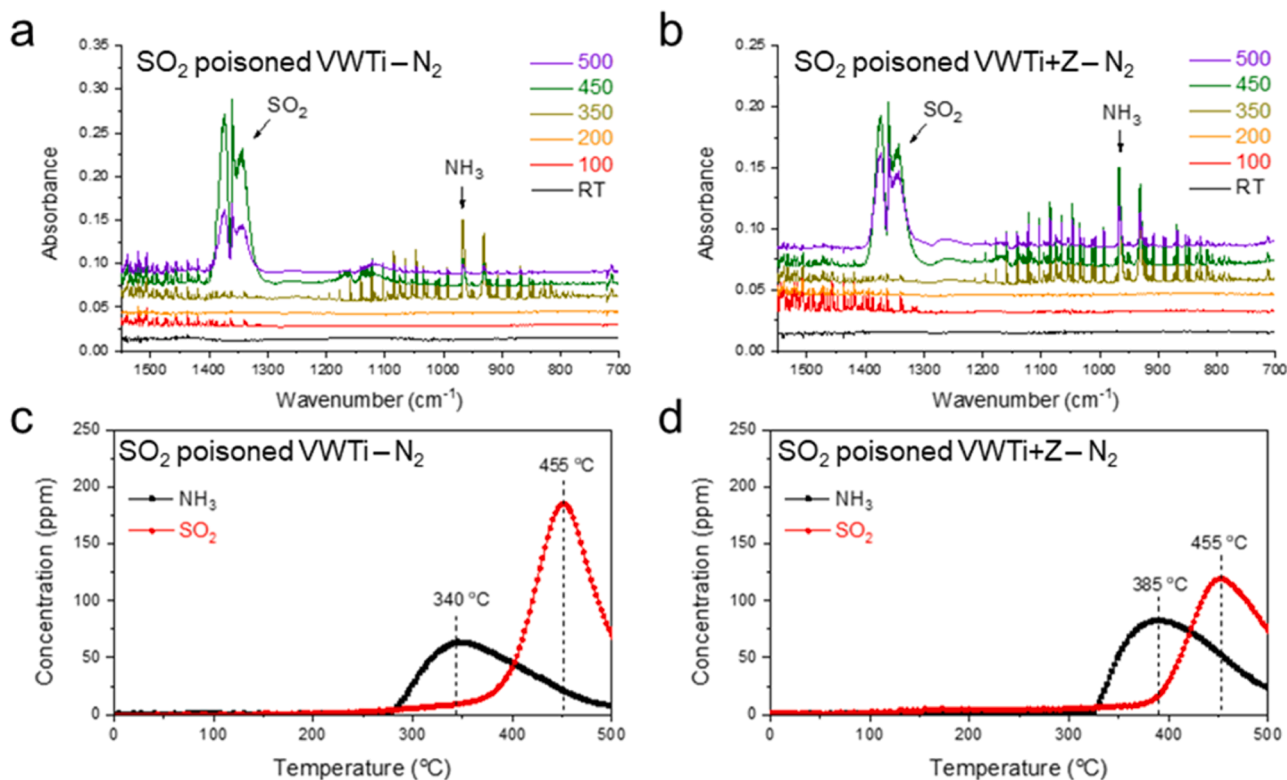 a
SO2 poisoned VWTi – N2
0.35
0.30
0.25
0.20
0.15
0.10
0.05
0.00
Absorbance
500
450
350
200
100
RT
SO2
NH3
1500 1400 1300 1200 1100 1000 900 800 700
Wavenumber (cm-1)
b
SO2 poisoned VWTi+Z – N2
0.25
0.20
0.15
0.10
0.05
0.00
Absorbance
500
450
350
200
100
RT
SO2
NH3
1500 1400 1300 1200 1100 1000 900 800 700
Wavenumber (cm-1)
c
SO2 poisoned VWTi – N2
250
200
150
100
50
0
Concentration (ppm)
NH3
SO2
340 °C
455 °C
0 100 200 300 400 500
Temperature (°C)
d
SO2 poisoned VWTi+Z – N2
250
200
150
100
50
0
Concentration (ppm)
NH3
SO2
385 °C
455 °C
0 100 200 300 400 500
Temperature (°C)